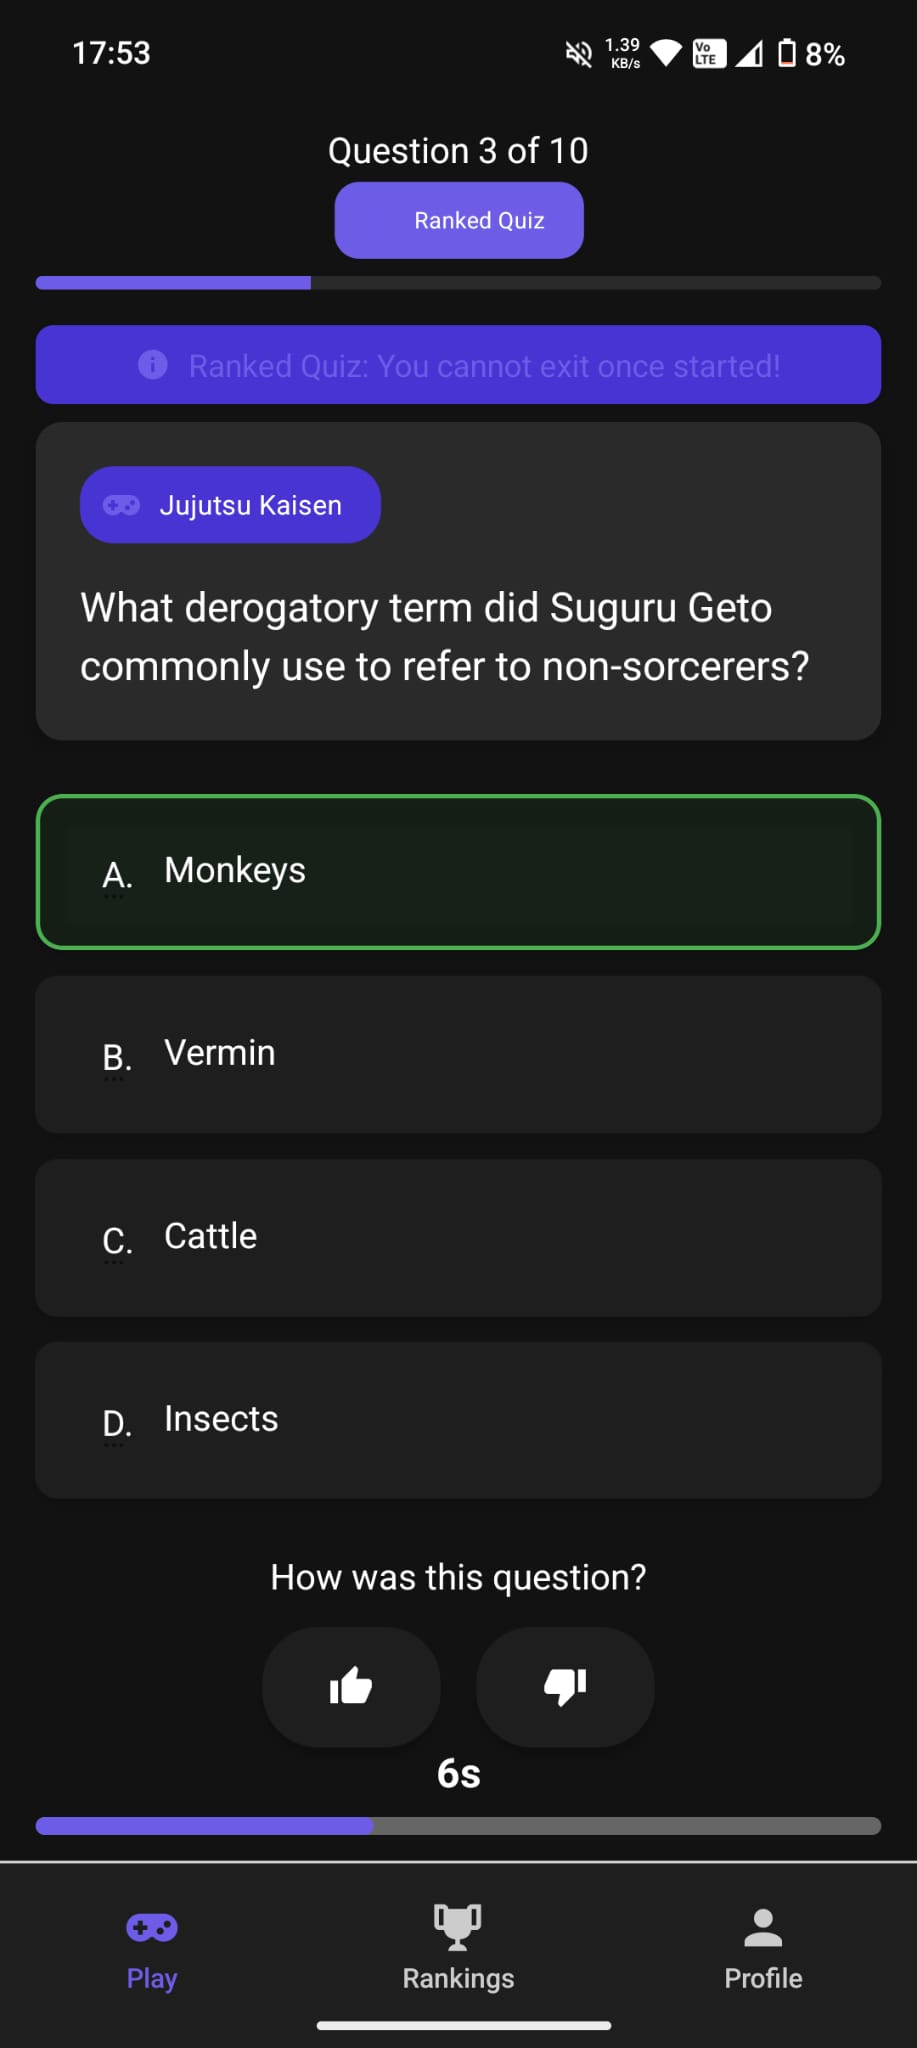 17:53
1.39
KB/s
Vo
LTE
8%
Question 3 of 10
Ranked Quiz
Ranked Quiz: You cannot exit once started!
Jujutsu Kaisen
What derogatory term did Suguru Geto
commonly use to refer to non-sorcerers?
A. Monkeys
B. Vermin
C. Cattle
D. Insects
How was this question?
6s
Play
Rankings
Profile